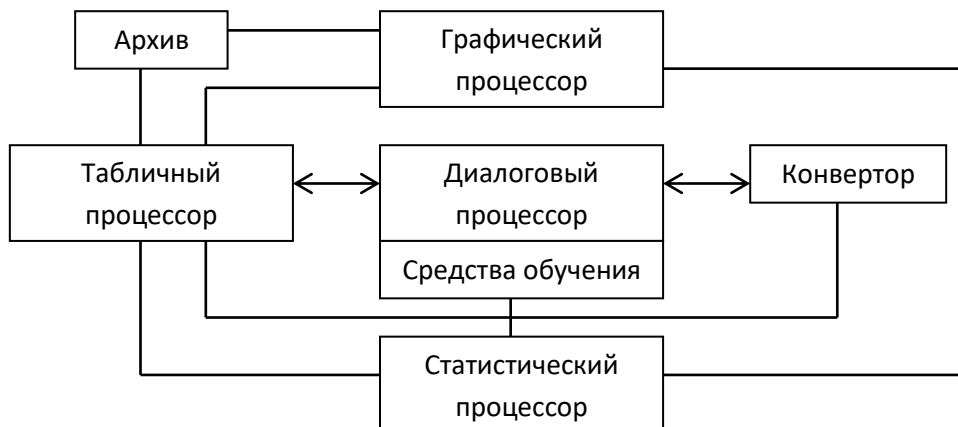 Архив
Графический
процессор
Табличный
процессор
Диалоговый
процессор
Конвертор
Средства обучения
Статистический
процессор